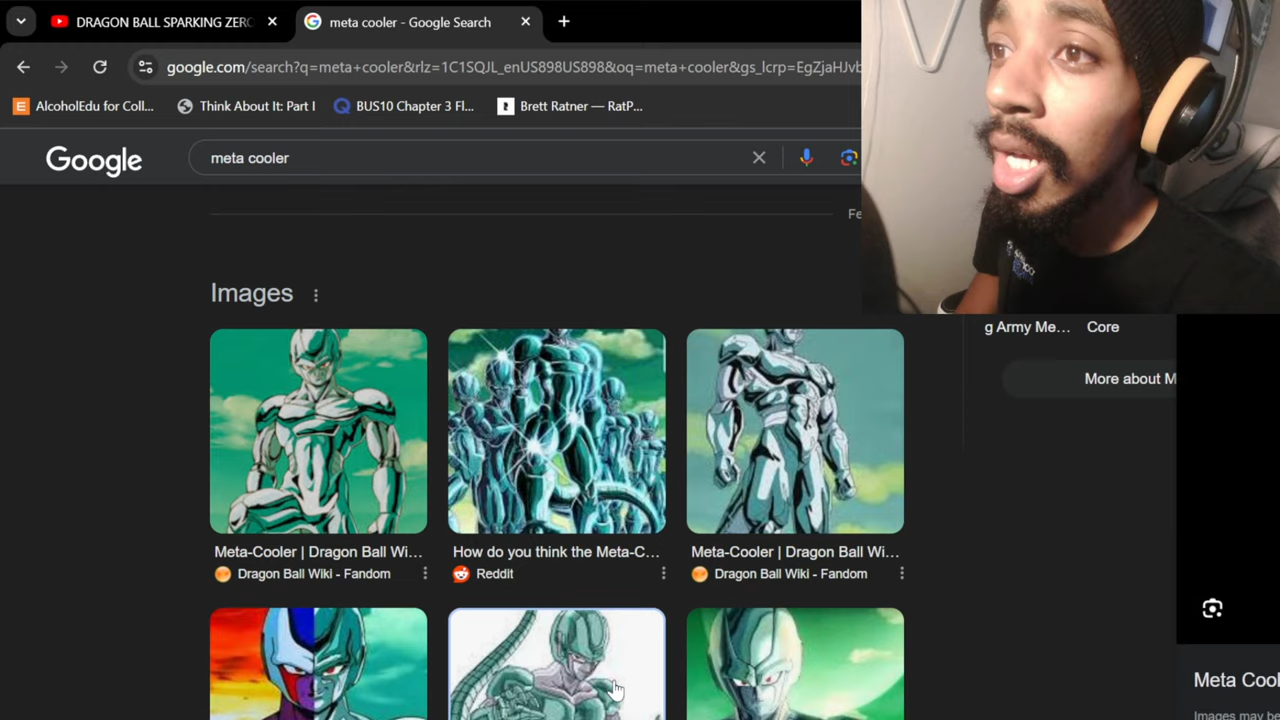 DRAGON BALL SPARKING ZERO
meta cooler - Google Search
google.com/search?q=meta+cooler&rlz=1C1SQJL_enUS898US898&oq=meta+cooler&gs_lcrp=EgZjaHJvb
AlcoholEdu for Coll...
Think About It: Part I
BUS10 Chapter 3 Fl...
Brett Ratner — RatP...
Google
meta cooler
Fe
Images
g Army Me...
Core
More about M
Meta-Cooler | Dragon Ball Wi...
How do you think the Meta-C...
Meta-Cooler | Dragon Ball Wi...
Dragon Ball Wiki - Fandom
Reddit
Dragon Ball Wiki - Fandom
Meta Cool
Images may be